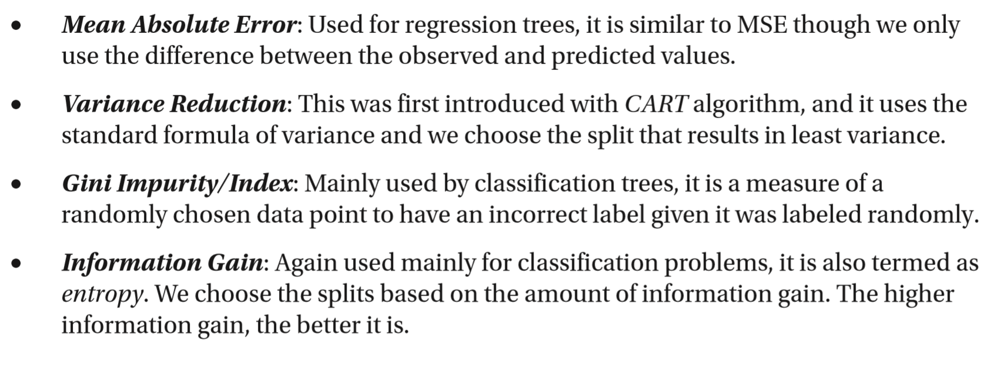 • Mean Absolute Error: Used for regression trees, it is similar to MSE though we only
use the difference between the observed and predicted values.
• Variance Reduction: This was first introduced with CART algorithm, and it uses the
standard formula of variance and we choose the split that results in least variance.
• Gini Impurity/Index: Mainly used by classification trees, it is a measure of a
randomly chosen data point to have an incorrect label given it was labeled randomly.
• Information Gain: Again used mainly for classification problems, it is also termed as
entropy. We choose the splits based on the amount of information gain. The higher
information gain, the better it is.